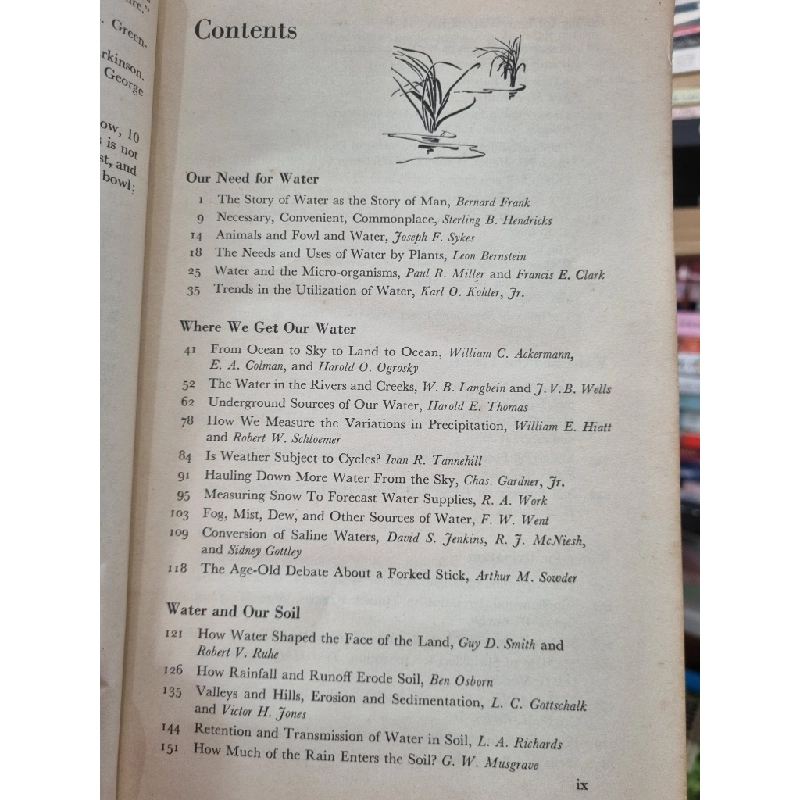 . Green-
rkinson.
George
ow, 10
is not
st, and
bowl;
Contents
Our Need for Water
1 The Story of Water as the Story of Man, Bernard Frank
9 Necessary, Convenient, Commonplace, Sterling B. Hendricks
14 Animals and Fowl and Water, Joseph F. Sykes
18 The Needs and Uses of Water by Plants, Leon Bernstein
25 Water and the Micro-organisms, Paul R. Miller and Francis E. Clark
35 Trends in the Utilization of Water, Karl O. Kohler, Jr.
Where We Get Our Water
41 From Ocean to Sky to Land to Ocean, William C. Ackermann,
E. A. Colman, and Harold O. Ogrosky
52 The Water in the Rivers and Creeks, W. B. Langbein and J. V. B. Wells
62 Underground Sources of Our Water, Harold E. Thomas
78 How We Measure the Variations in Precipitation, William E. Hiatt
and Robert W. Schloemer
84 Is Weather Subject to Cycles? Ivan R. Tannehill
91 Hauling Down More Water From the Sky, Chas. Gardner, Jr.
95 Measuring Snow To Forecast Water Supplies, R. A. Work
103 Fog, Mist, Dew, and Other Sources of Water, F. W. Went
109 Conversion of Saline Waters, David S. Jenkins, R. J. McNiesh,
and Sidney Gottley
118 The Age-Old Debate About a Forked Stick, Arthur M. Sowder
Water and Our Soil
121 How Water Shaped the Face of the Land, Guy D. Smith and
Robert V. Ruhe
126 How Rainfall and Runoff Erode Soil, Ben Osborn
135 Valleys and Hills, Erosion and Sedimentation, L. C. Gottschalk
and Victor H. Jones
144 Retention and Transmission of Water in Soil, L. A. Richards
151 How Much of the Rain Enters the Soil? G. W. Musgrave
ix